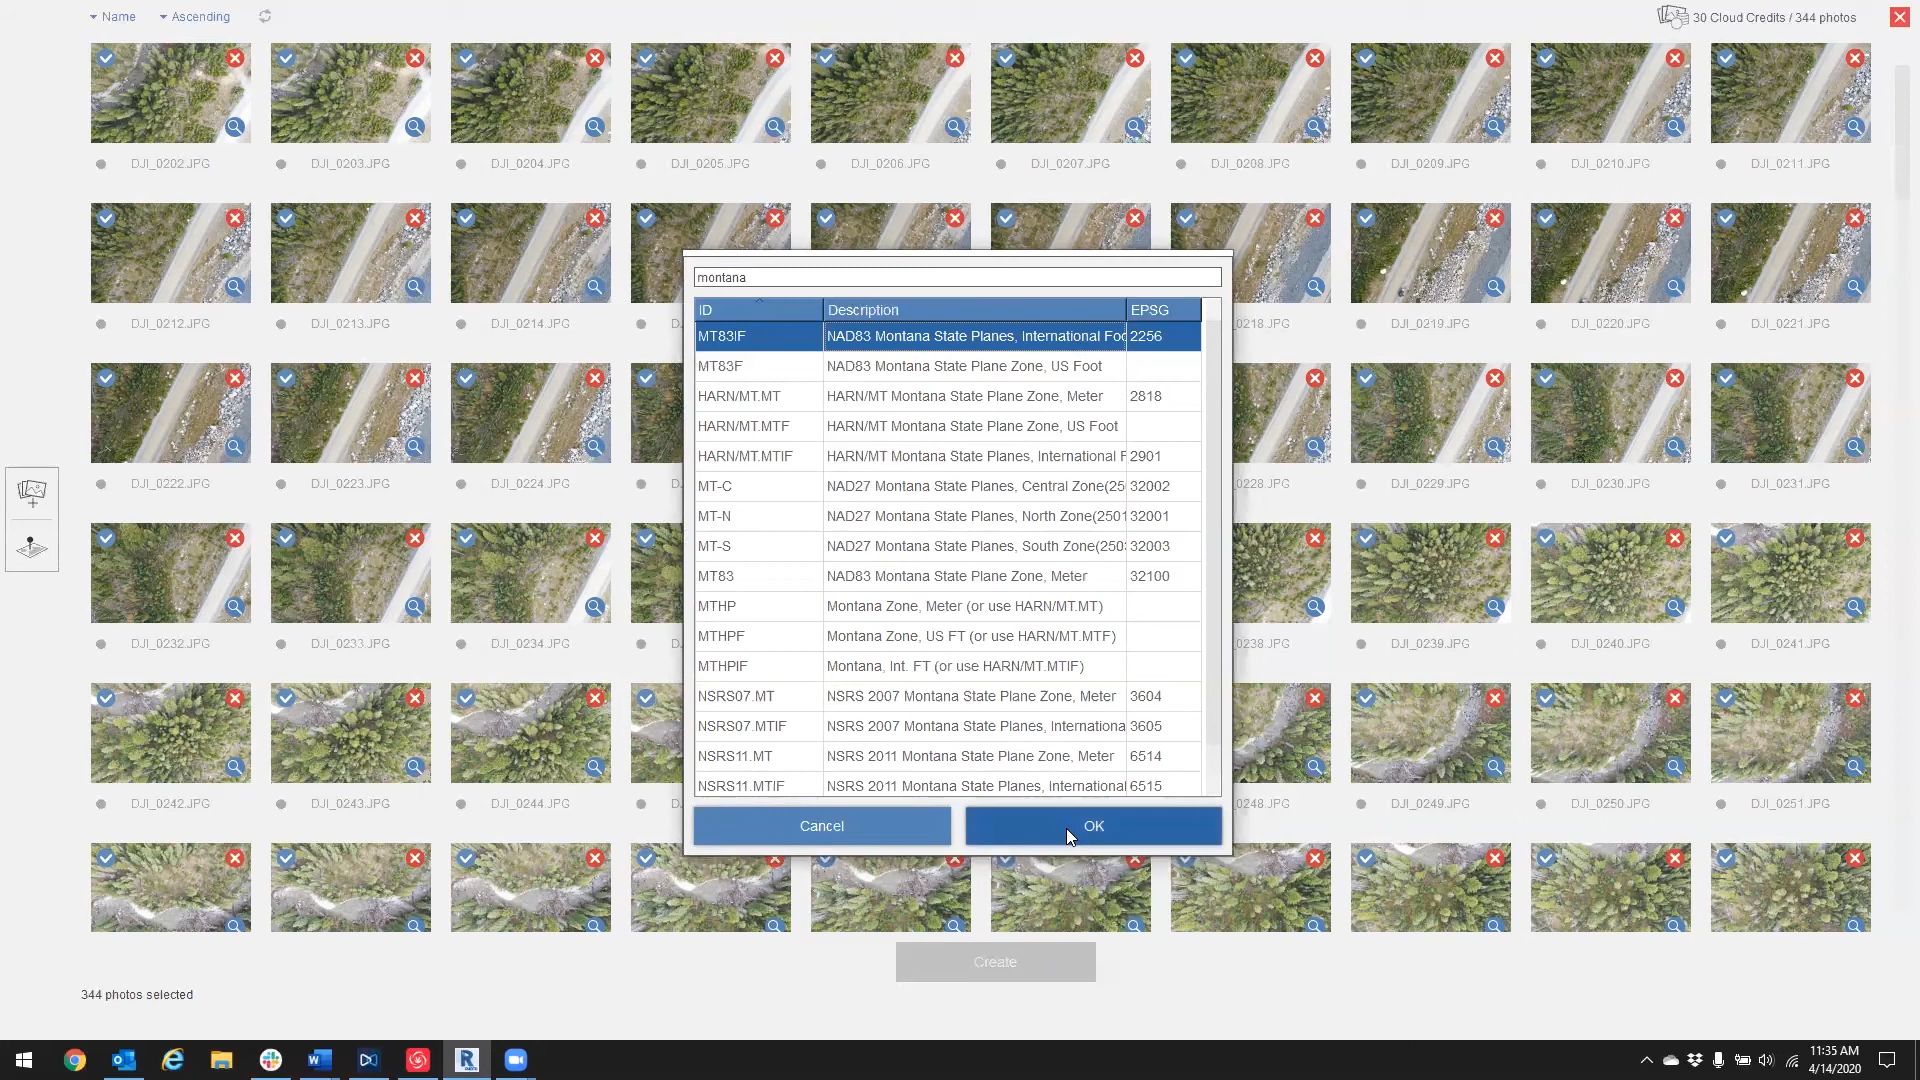 Name
Ascending
30 Cloud Credits / 344 photos
DJI_0202.JPG
DJI_0203.JPG
DJI_0204.JPG
DJI_0205.JPG
DJI_0206.JPG
DJI_0207.JPG
DJI_0208.JPG
DJI_0209.JPG
DJI_0210.JPG
DJI_0211.JPG
DJI_0212.JPG
DJI_0213.JPG
DJI_0214.JPG
_0218.JPG
DJI_0219.JPG
DJI_0220.JPG
DJI_0221.JPG
DJI_0222.JPG
DJI_0223.JPG
DJI_0224.JPG
_0228.JPG
DJI_0229.JPG
DJI_0230.JPG
DJI_0231.JPG
DJI_0232.JPG
DJI_0233.JPG
DJI_0234.JPG
_0238.JPG
DJI_0239.JPG
DJI_0240.JPG
DJI_0241.JPG
DJI_0242.JPG
DJI_0243.JPG
DJI_0244.JPG
_0248.JPG
DJI_0249.JPG
DJI_0250.JPG
DJI_0251.JPG
montana
ID Description EPSG
MT83IF NAD83 Montana State Planes, International Foo 2256
MT83F NAD83 Montana State Plane Zone, US Foot
HARN/MT.MT HARN/MT Montana State Plane Zone, Meter 2818
HARN/MT.MTF HARN/MT Montana State Plane Zone, US Foot
HARN/MT.MTIF HARN/MT Montana State Planes, International F 2901
MT-C NAD27 Montana State Planes, Central Zone(25 32002
MT-N NAD27 Montana State Planes, North Zone(2501 32001
MT-S NAD27 Montana State Planes, South Zone(250 32003
MT83 NAD83 Montana State Plane Zone, Meter 32100
MTHP Montana Zone, Meter (or use HARN/MT.MT)
MTHPF Montana Zone, US FT (or use HARN/MT.MTF)
MTHPIF Montana, Int. FT (or use HARN/MT.MTIF)
NSRS07.MT NSRS 2007 Montana State Plane Zone, Meter 3604
NSRS07.MTIF NSRS 2007 Montana State Planes, Internationa 3605
NSRS11.MT NSRS 2011 Montana State Plane Zone, Meter 6514
NSRS11.MTIF NSRS 2011 Montana State Planes, International 6515
Cancel
OK
Create
344 photos selected
11:35 AM
4/14/2020